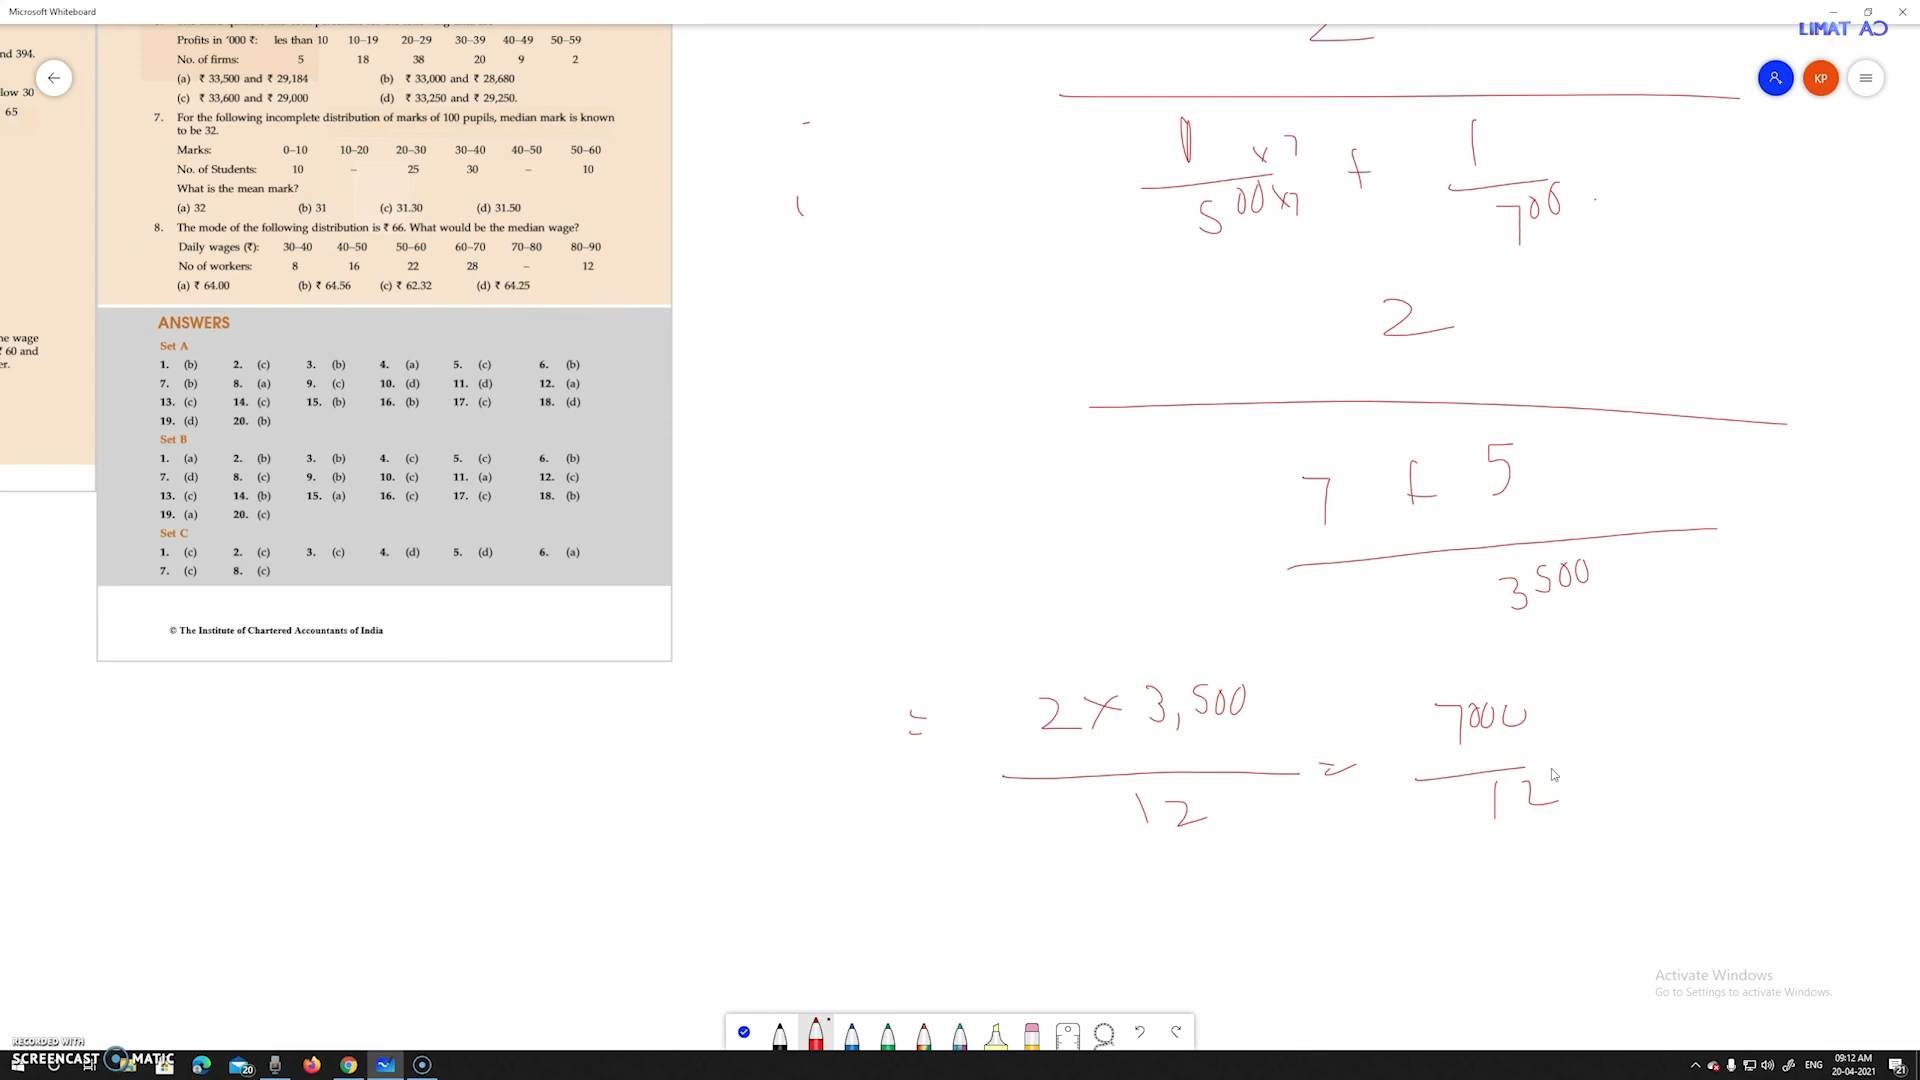 Microsoft Whiteboard
LIMAT AC
nd 394.
low 30
65
he wage
₹ 60 and
er.
Profits in '000 ₹: less than 10 10–19 20–29 30–39 40–49 50–59
No. of firms: 5 18 38 20 9 2
(a) ₹ 33,500 and ₹ 29,184 (b) ₹ 33,000 and ₹ 28,680
(c) ₹ 33,600 and ₹ 29,000 (d) ₹ 33,250 and ₹ 29,250.
7. For the following incomplete distribution of marks of 100 pupils, median mark is known
to be 32.
Marks: 0–10 10–20 20–30 30–40 40–50 50–60
No. of Students: 10 – 25 30 – 10
What is the mean mark?
(a) 32 (b) 31 (c) 31.30 (d) 31.50
8. The mode of the following distribution is ₹ 66. What would be the median wage?
Daily wages (₹): 30–40 40–50 50–60 60–70 70–80 80–90
No of workers: 8 16 22 28 – 12
(a) ₹ 64.00 (b) ₹ 64.56 (c) ₹ 62.32 (d) ₹ 64.25
ANSWERS
Set A
1. (b) 2. (c) 3. (b) 4. (a) 5. (c) 6. (b)
7. (b) 8. (a) 9. (c) 10. (d) 11. (d) 12. (a)
13. (c) 14. (c) 15. (b) 16. (b) 17. (c) 18. (d)
19. (d) 20. (b)
Set B
1. (a) 2. (b) 3. (b) 4. (c) 5. (c) 6. (b)
7. (d) 8. (c) 9. (b) 10. (c) 11. (a) 12. (c)
13. (c) 14. (b) 15. (a) 16. (c) 17. (c) 18. (b)
19. (a) 20. (c)
Set C
1. (c) 2. (c) 3. (c) 4. (d) 5. (d) 6. (a)
7. (c) 8. (c)
© The Institute of Chartered Accountants of India
KP
2
1 x 7 + 1
500 x 7 700
2
7 + 5
3500
= 2 x 3,500 = 7000
12 12
Activate Windows
Go to Settings to activate Windows.
RECORDED WITH
SCREENCAST MATIC
20
ENG
09:12 AM
20-04-2021
21